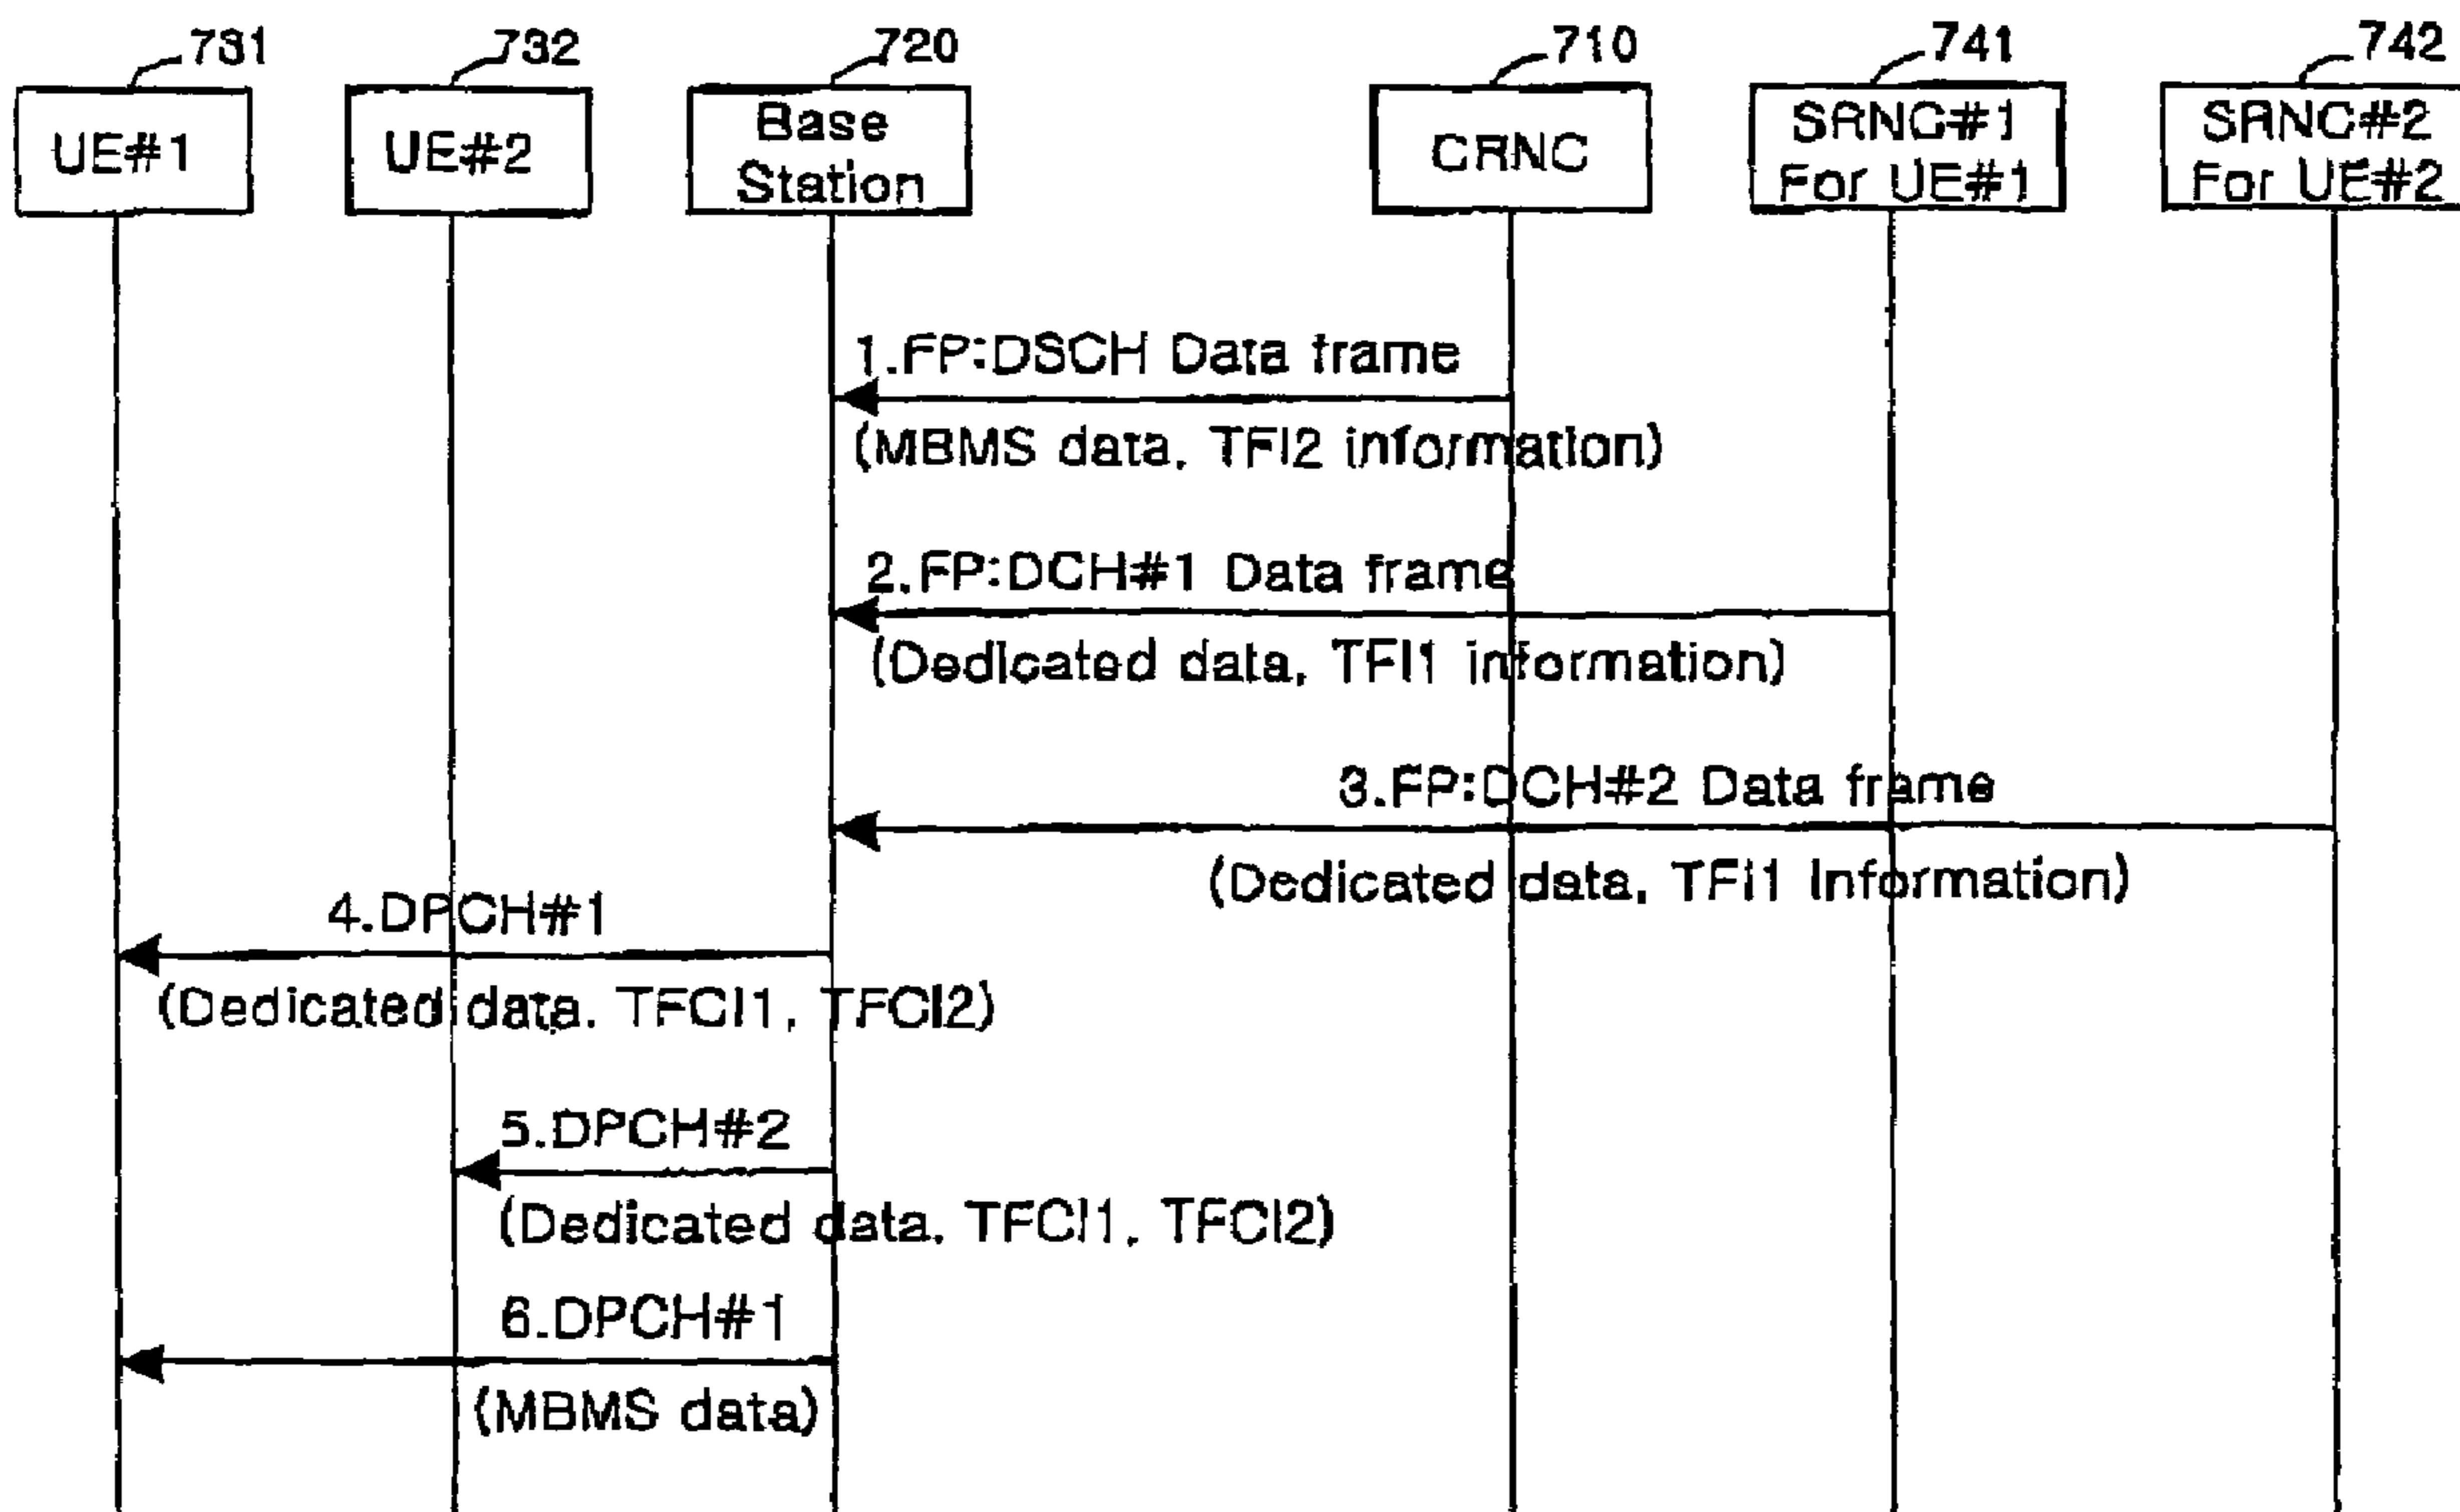 731
732
720
710
741
742
UE#1
UE#2
Base
Station
CRNC
SRNC#1
For UE#1
SRNC#2
For UE#2
1.FP:DSCH Data frame
(MBMS data, TFI2 information)
2.FP:DCH#1 Data frame
(Dedicated data, TFI1 information)
3.FP:DCH#2 Data frame
(Dedicated data, TFI1 Information)
4.DPCH#1
(Dedicated data. TFCI1, TFCI2)
5.DPCH#2
(Dedicated data, TFCI1, TFCI2)
6.DPCH#1
(MBMS data)